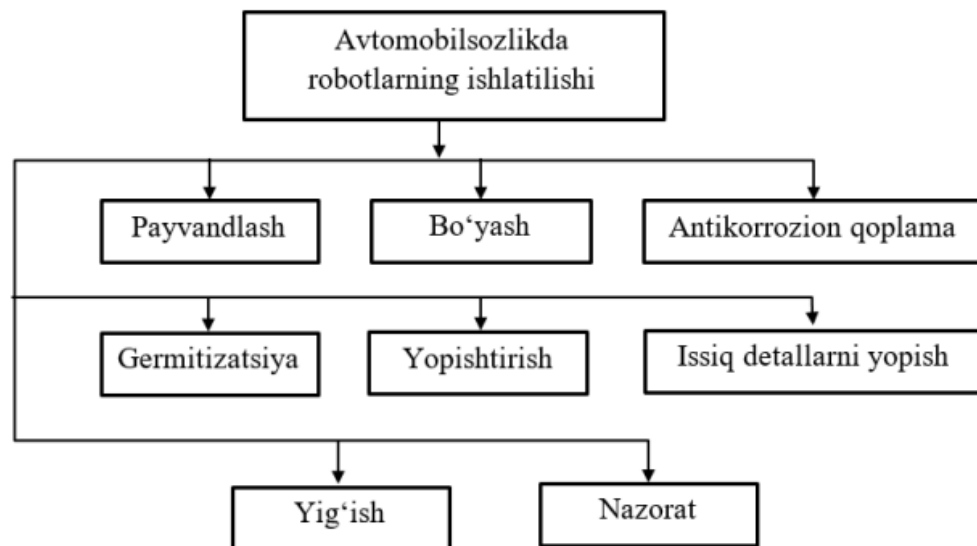 Avtomobilsozlikda
robotlarning ishlatilishi
Payvandlash
Bo‘yash
Antikorrozion qoplama
Germitizatsiya
Yopishtirish
Issiq detallarni yopish
Yig‘ish
Nazorat